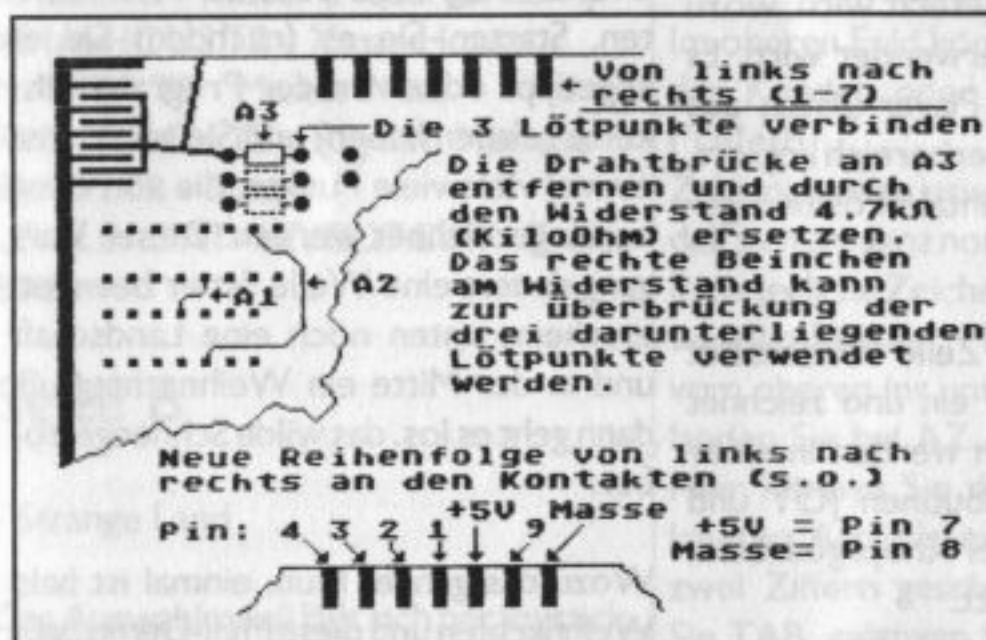 Von links nach
rechts (1-7)
A3
Die 3 Lötpunkte verbinden
Die Drahtbrücke an A3
entfernen und durch
den Widerstand 4.7kΩ
(KiloOhm) ersetzen.
Das rechte Beinchen
am Widerstand kann
zur Überbrückung der
drei darunterliegenden
Lötpunkte verwendet
werden.
A2
A1
Neue Reihenfolge von links nach
rechts an den Kontakten (s.o.)
Pin: 4 3 2 1 +5V 9 Masse
+5V = Pin 7
Masse= Pin 8